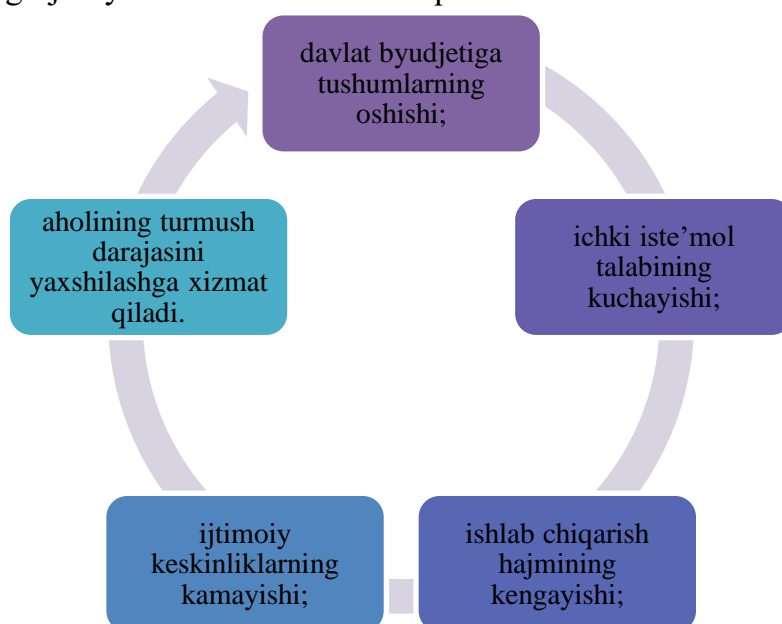 davlat byudjetiga
tushumlarning
oshishi;
ichki iste’mol
talabining
kuchayishi;
ishlab chiqarish
hajmining
kengayishi;
ijtimoiy
keskinliklarning
kamayishi;
aholining turmush
darajasini
yaxshilashga xizmat
qiladi.